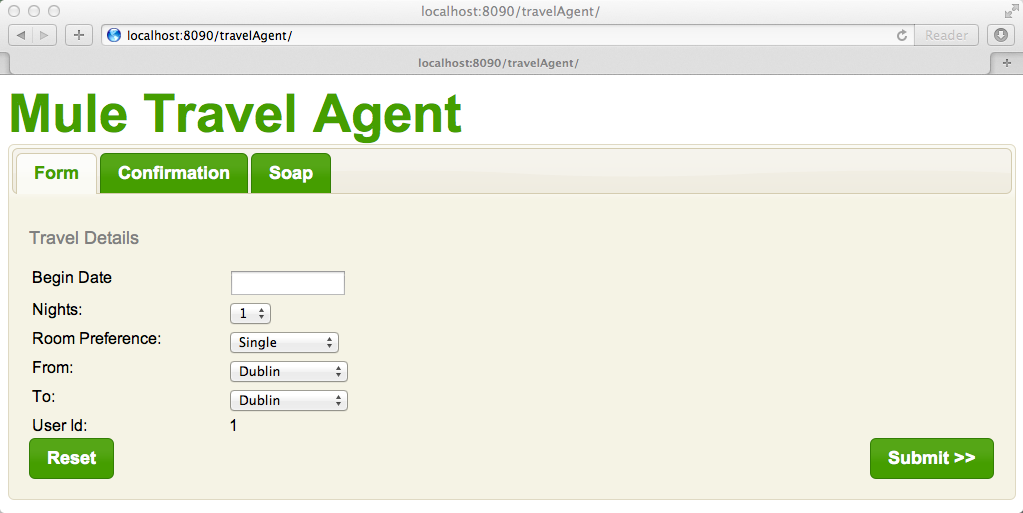 localhost:8090/travelAgent/
localhost:8090/travelAgent/ Reader
localhost:8090/travelAgent/
Mule Travel Agent
Form Confirmation Soap
Travel Details
Begin Date
Nights: 1
Room Preference: Single
From: Dublin
To: Dublin
User Id: 1
Reset Submit >>